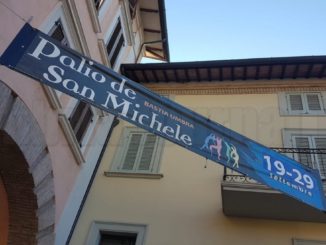 Palio de
San Michele
BASTIA UMBRA
19-29
settembre